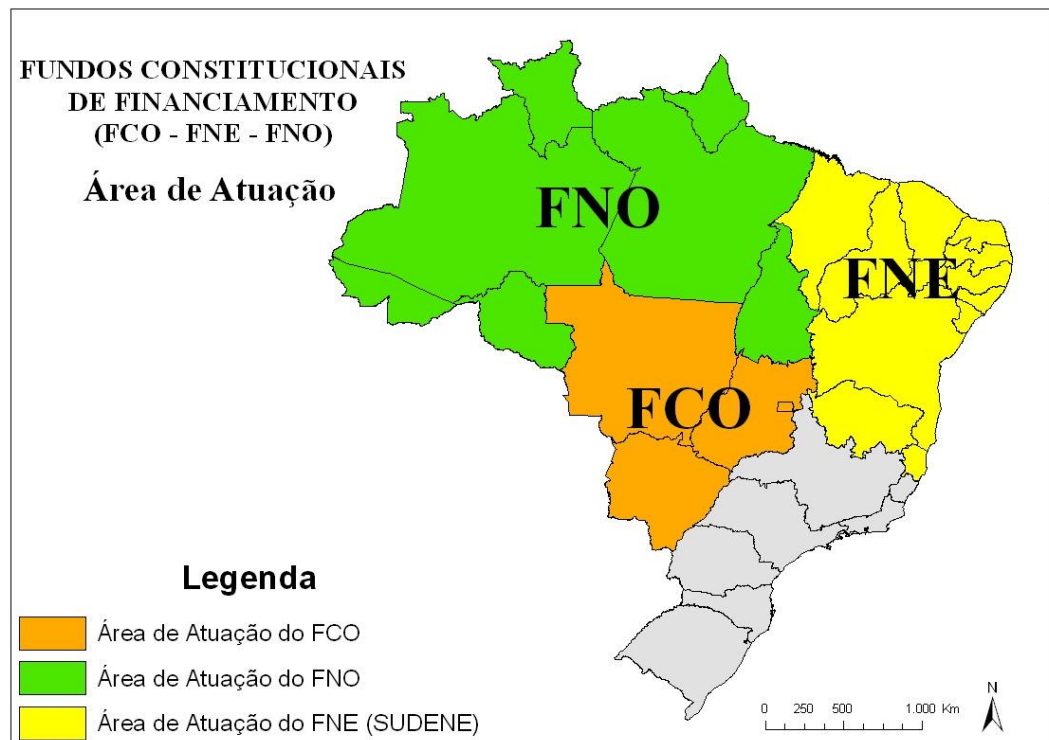 FUNDOS CONSTITUCIONAIS
DE FINANCIAMENTO
(FCO - FNE - FNO)
Área de Atuação
FNO
FNE
FCO
Legenda
Área de Atuação do FCO
Área de Atuação do FNO
Área de Atuação do FNE (SUDENE)
N
0 250 500 1.000 Km